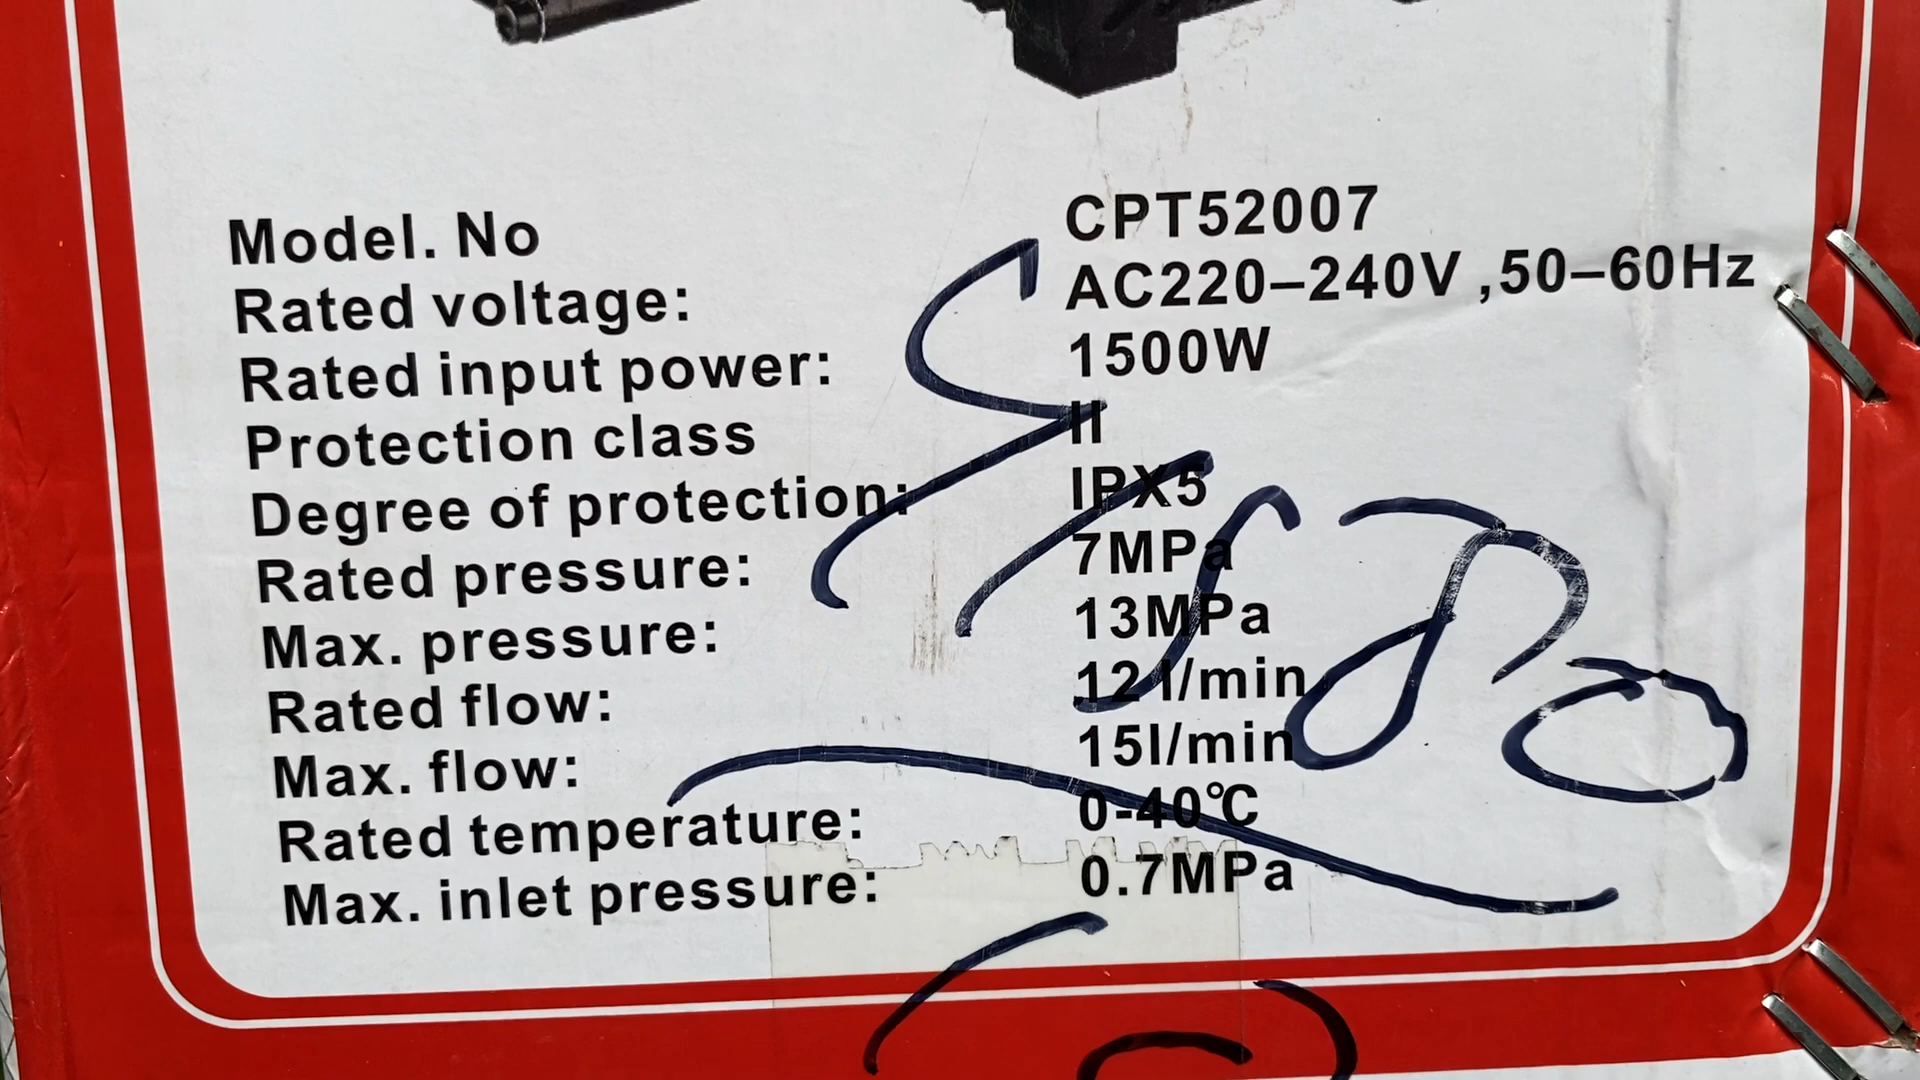 Model. No CPT52007
Rated voltage: AC220–240V ,50–60Hz
Rated input power: 1500W
Protection class II
Degree of protection: IPX5
Rated pressure: 7MPa
Max. pressure: 13MPa
Rated flow: 12 l/min
Max. flow: 15l/min
Rated temperature: 0-40℃
Max. inlet pressure: 0.7MPa